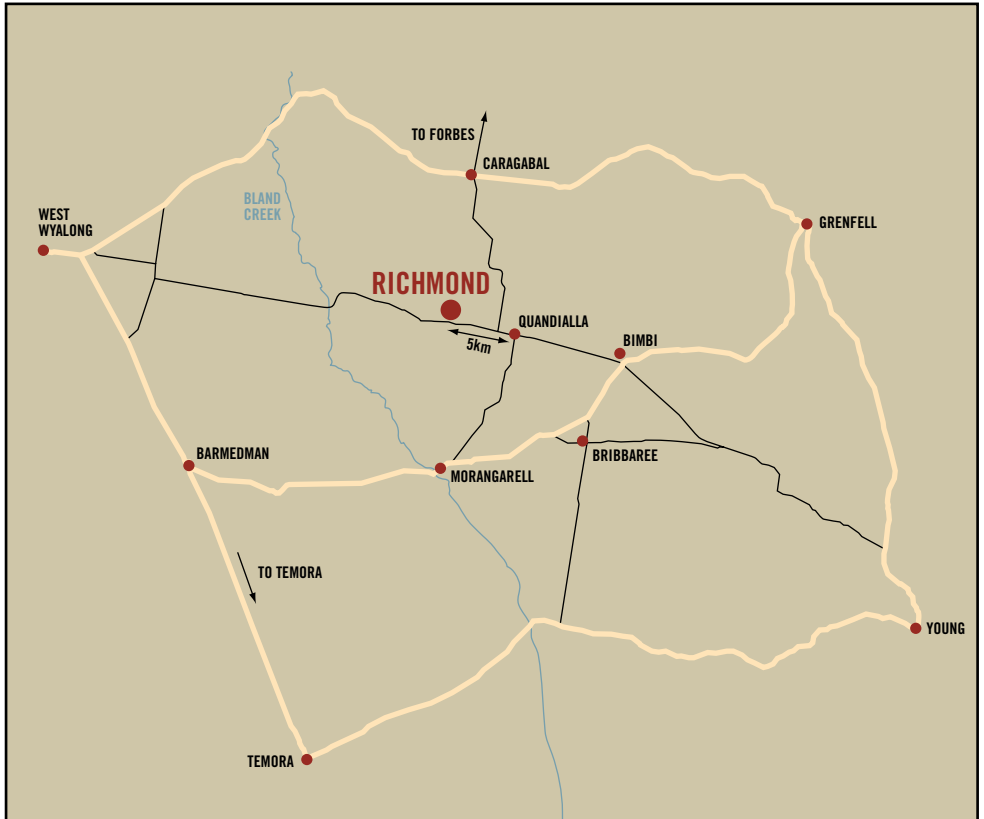 TO FORBES
CARAGABAL
BLAND
CREEK
WEST
WYALONG
GRENFELL
RICHMOND
QUANDIALLA
5km
BIMBI
BARMEDMAN
BRIBBAREE
MORANGARELL
TO TEMORA
YOUNG
TEMORA